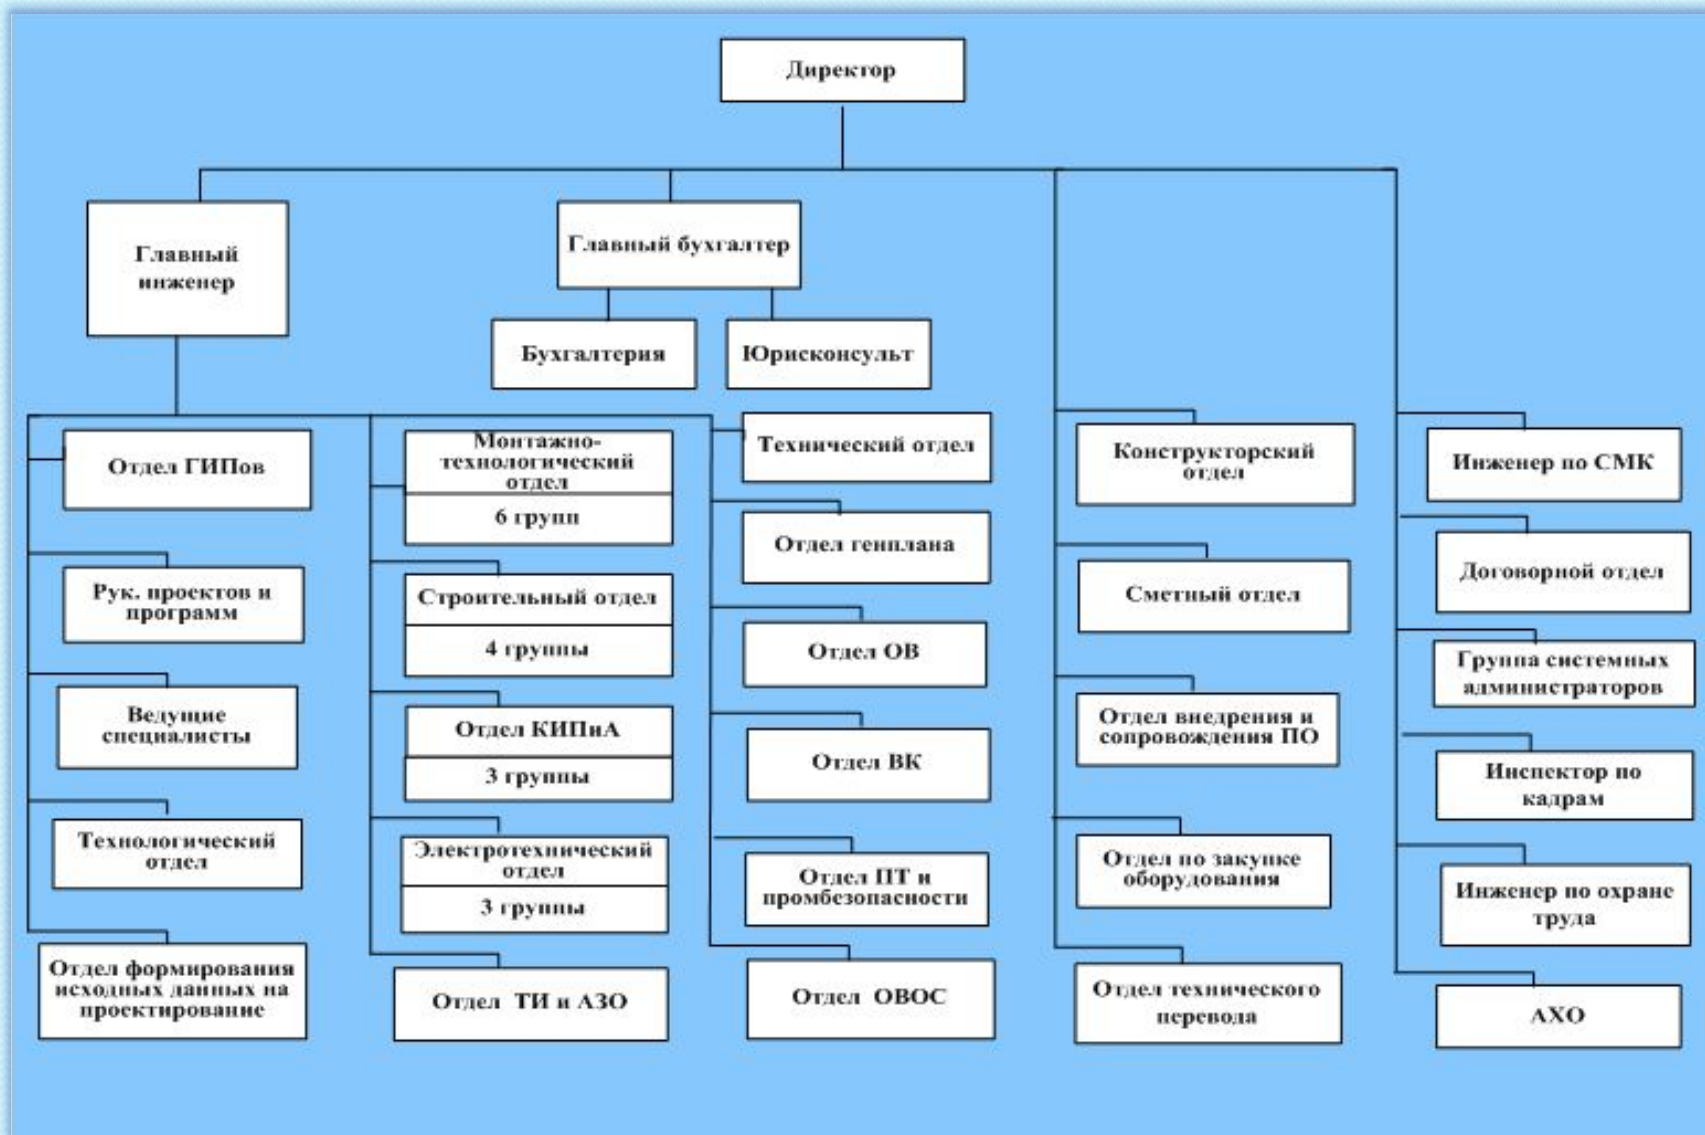 Директор
Главный
инженер
Главный бухгалтер
Бухгалтерия
Юрисконсульт
Отдел ГИПов
Рук. проектов и
программ
Ведущие
специалисты
Технологический
отдел
Отдел формирования
исходных данных на
проектирование
Монтажно-
технологический
отдел
6 групп
Строительный отдел
4 группы
Отдел КИПиА
3 группы
Электротехнический
отдел
3 группы
Отдел ТИ и АЗО
Технический отдел
Отдел генплана
Отдел ОВ
Отдел ВК
Отдел ПТ и
промбезопасности
Отдел ОВОС
Конструкторский
отдел
Сметный отдел
Отдел внедрения и
сопровождения ПО
Отдел по закупке
оборудования
Отдел технического
перевода
Инженер по СМК
Договорной отдел
Группа системных
администраторов
Инспектор по
кадрам
Инженер по охране
труда
АХО